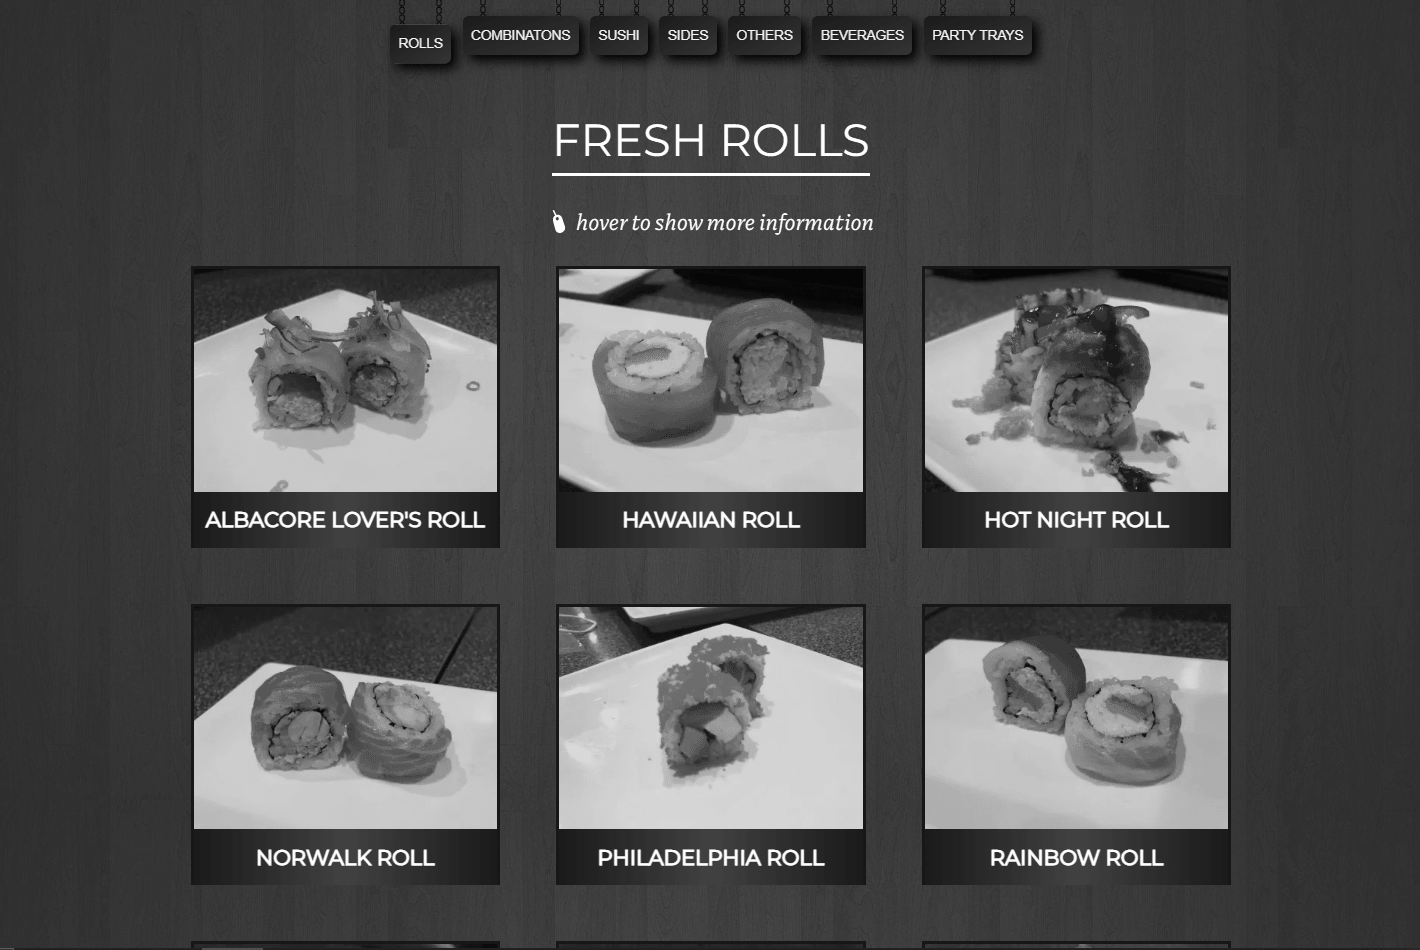 ROLLS COMBINATONS SUSHI SIDES OTHERS BEVERAGES PARTY TRAYS
FRESH ROLLS
hover to show more information
ALBACORE LOVER'S ROLL HAWAIIAN ROLL HOT NIGHT ROLL
NORWALK ROLL PHILADELPHIA ROLL RAINBOW ROLL